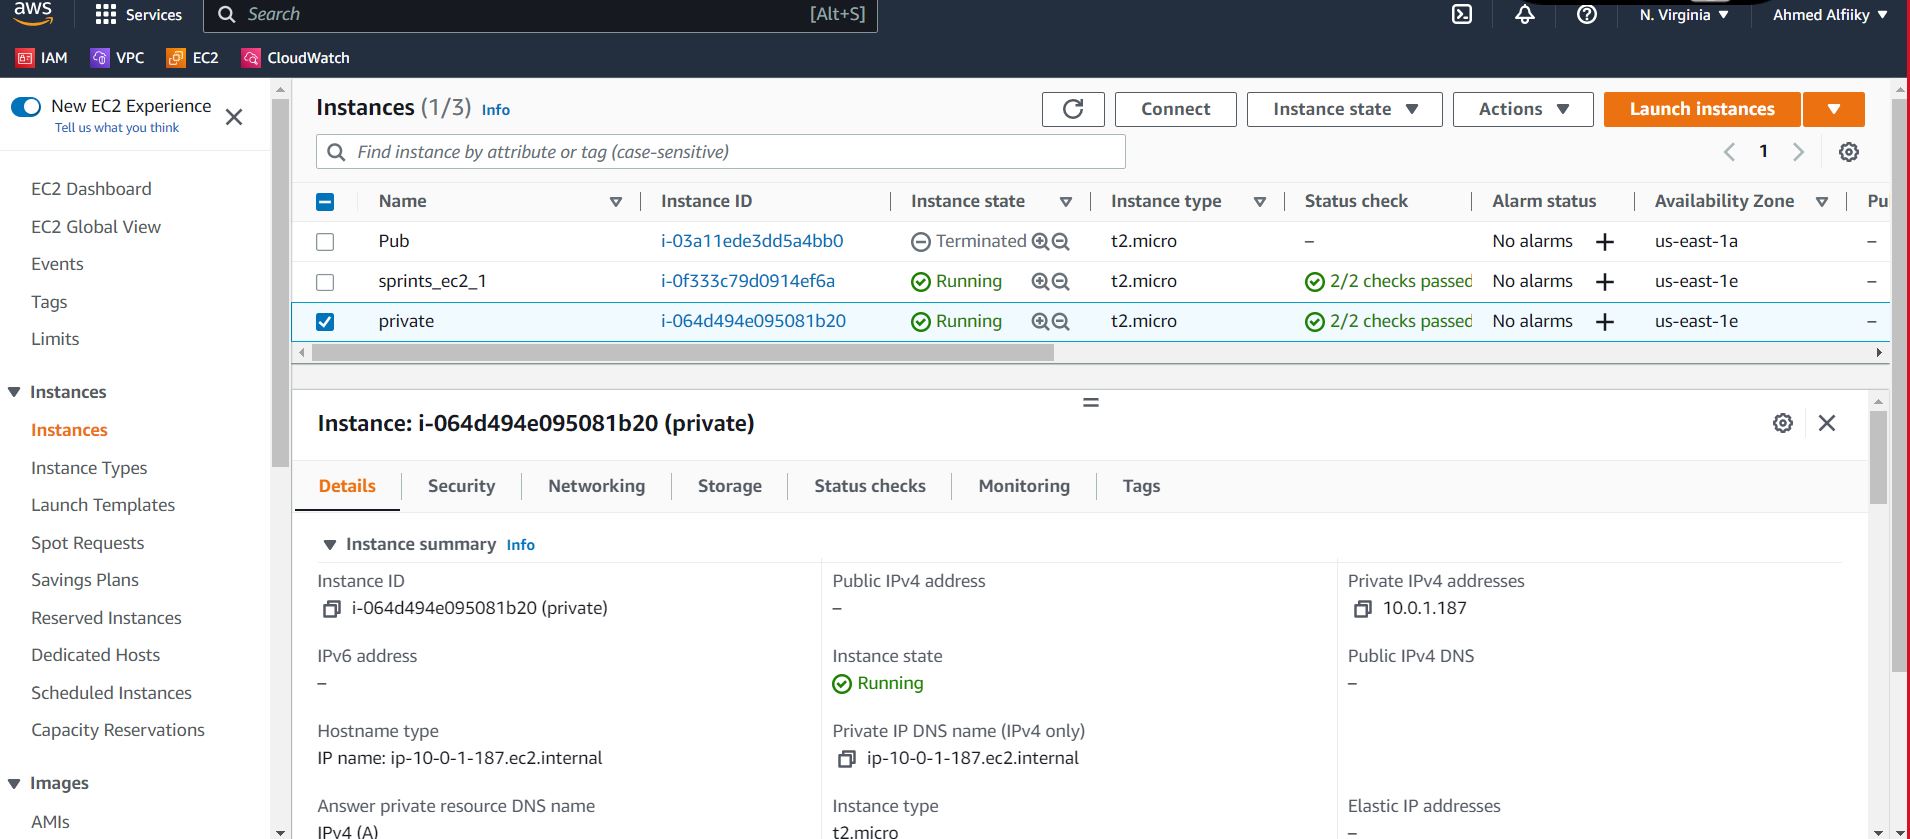 aws
Services
Search
[Alt+S]
N. Virginia
Ahmed Alfiiky
IAM
VPC
EC2
CloudWatch
New EC2 Experience
Tell us what you think
EC2 Dashboard
EC2 Global View
Events
Tags
Limits
Instances
Instances
Instance Types
Launch Templates
Spot Requests
Savings Plans
Reserved Instances
Dedicated Hosts
Scheduled Instances
Capacity Reservations
Images
AMIs
Instances (1/3) Info
Connect
Instance state
Actions
Launch instances
Find instance by attribute or tag (case-sensitive)
1
Name Instance ID Instance state Instance type Status check Alarm status Availability Zone Pu
Pub i-03a11ede3dd5a4bb0 Terminated t2.micro – No alarms + us-east-1a –
sprints_ec2_1 i-0f333c79d0914ef6a Running t2.micro 2/2 checks passed No alarms + us-east-1e –
private i-064d494e095081b20 Running t2.micro 2/2 checks passed No alarms + us-east-1e –
Instance: i-064d494e095081b20 (private)
Details Security Networking Storage Status checks Monitoring Tags
Instance summary Info
Instance ID
i-064d494e095081b20 (private)
Public IPv4 address
–
Private IPv4 addresses
10.0.1.187
IPv6 address
–
Instance state
Running
Public IPv4 DNS
–
Hostname type
IP name: ip-10-0-1-187.ec2.internal
Private IP DNS name (IPv4 only)
ip-10-0-1-187.ec2.internal
Answer private resource DNS name
IPv4 (A)
Instance type
t2.micro
Elastic IP addresses
–